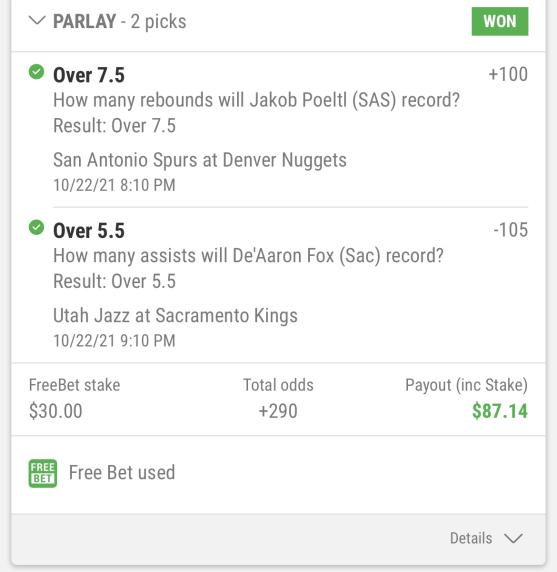 PARLAY - 2 picks WON
Over 7.5 +100
How many rebounds will Jakob Poeltl (SAS) record?
Result: Over 7.5
San Antonio Spurs at Denver Nuggets
10/22/21 8:10 PM
Over 5.5 -105
How many assists will De'Aaron Fox (Sac) record?
Result: Over 5.5
Utah Jazz at Sacramento Kings
10/22/21 9:10 PM
FreeBet stake Total odds Payout (inc Stake)
$30.00 +290 $87.14
FREE
BET
Free Bet used
Details